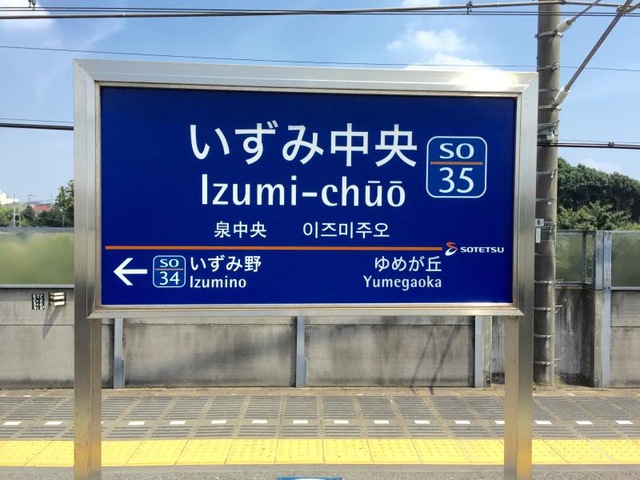 いずみ中央
SO
35
Izumi-chūō
泉中央 이즈미주오
SOTETSU
← SO
34
いずみ野 ゆめが丘
Izumino Yumegaoka